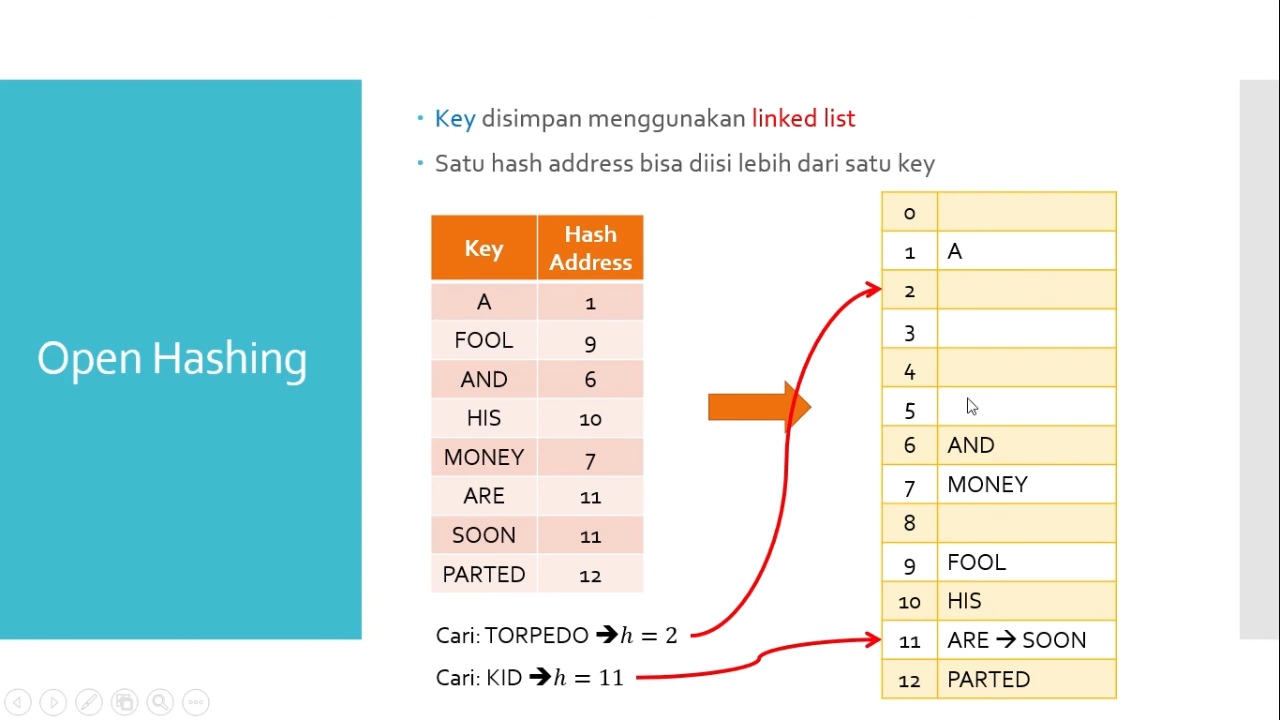 Open Hashing
• Key disimpan menggunakan linked list
• Satu hash address bisa diisi lebih dari satu key
Key Hash Address
A 1
FOOL 9
AND 6
HIS 10
MONEY 7
ARE 11
SOON 11
PARTED 12
Cari: TORPEDO ➔ h = 2
Cari: KID ➔ h = 11
0
1 A
2
3
4
5
6 AND
7 MONEY
8
9 FOOL
10 HIS
11 ARE → SOON
12 PARTED